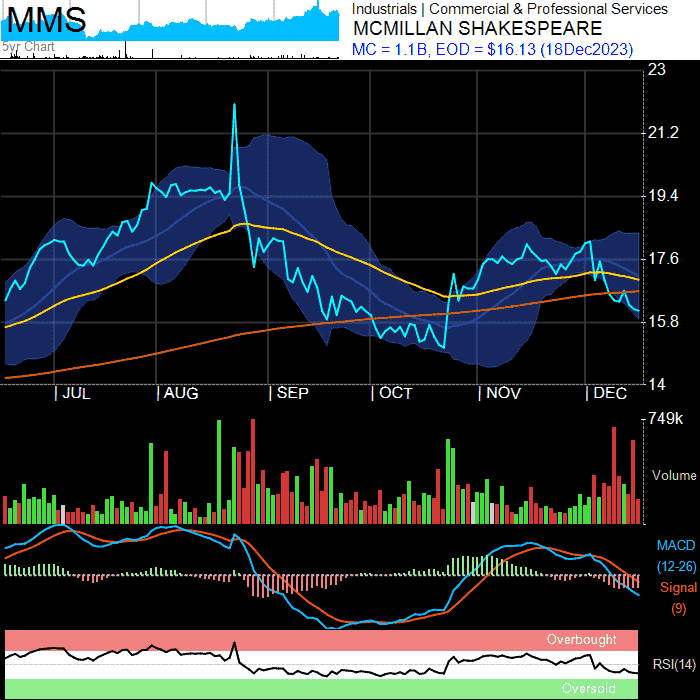 MMS
5yr Chart
Industrials | Commercial & Professional Services
MCMILLAN SHAKESPEARE
MC = 1.1B, EOD = $16.13 (18Dec2023)
23
21.2
19.4
17.6
15.8
14
| JUL
| AUG
| SEP
| OCT
| NOV
| DEC
749k
Volume
MACD
(12-26)
Signal
(9)
Overbought
RSI(14)
Oversold